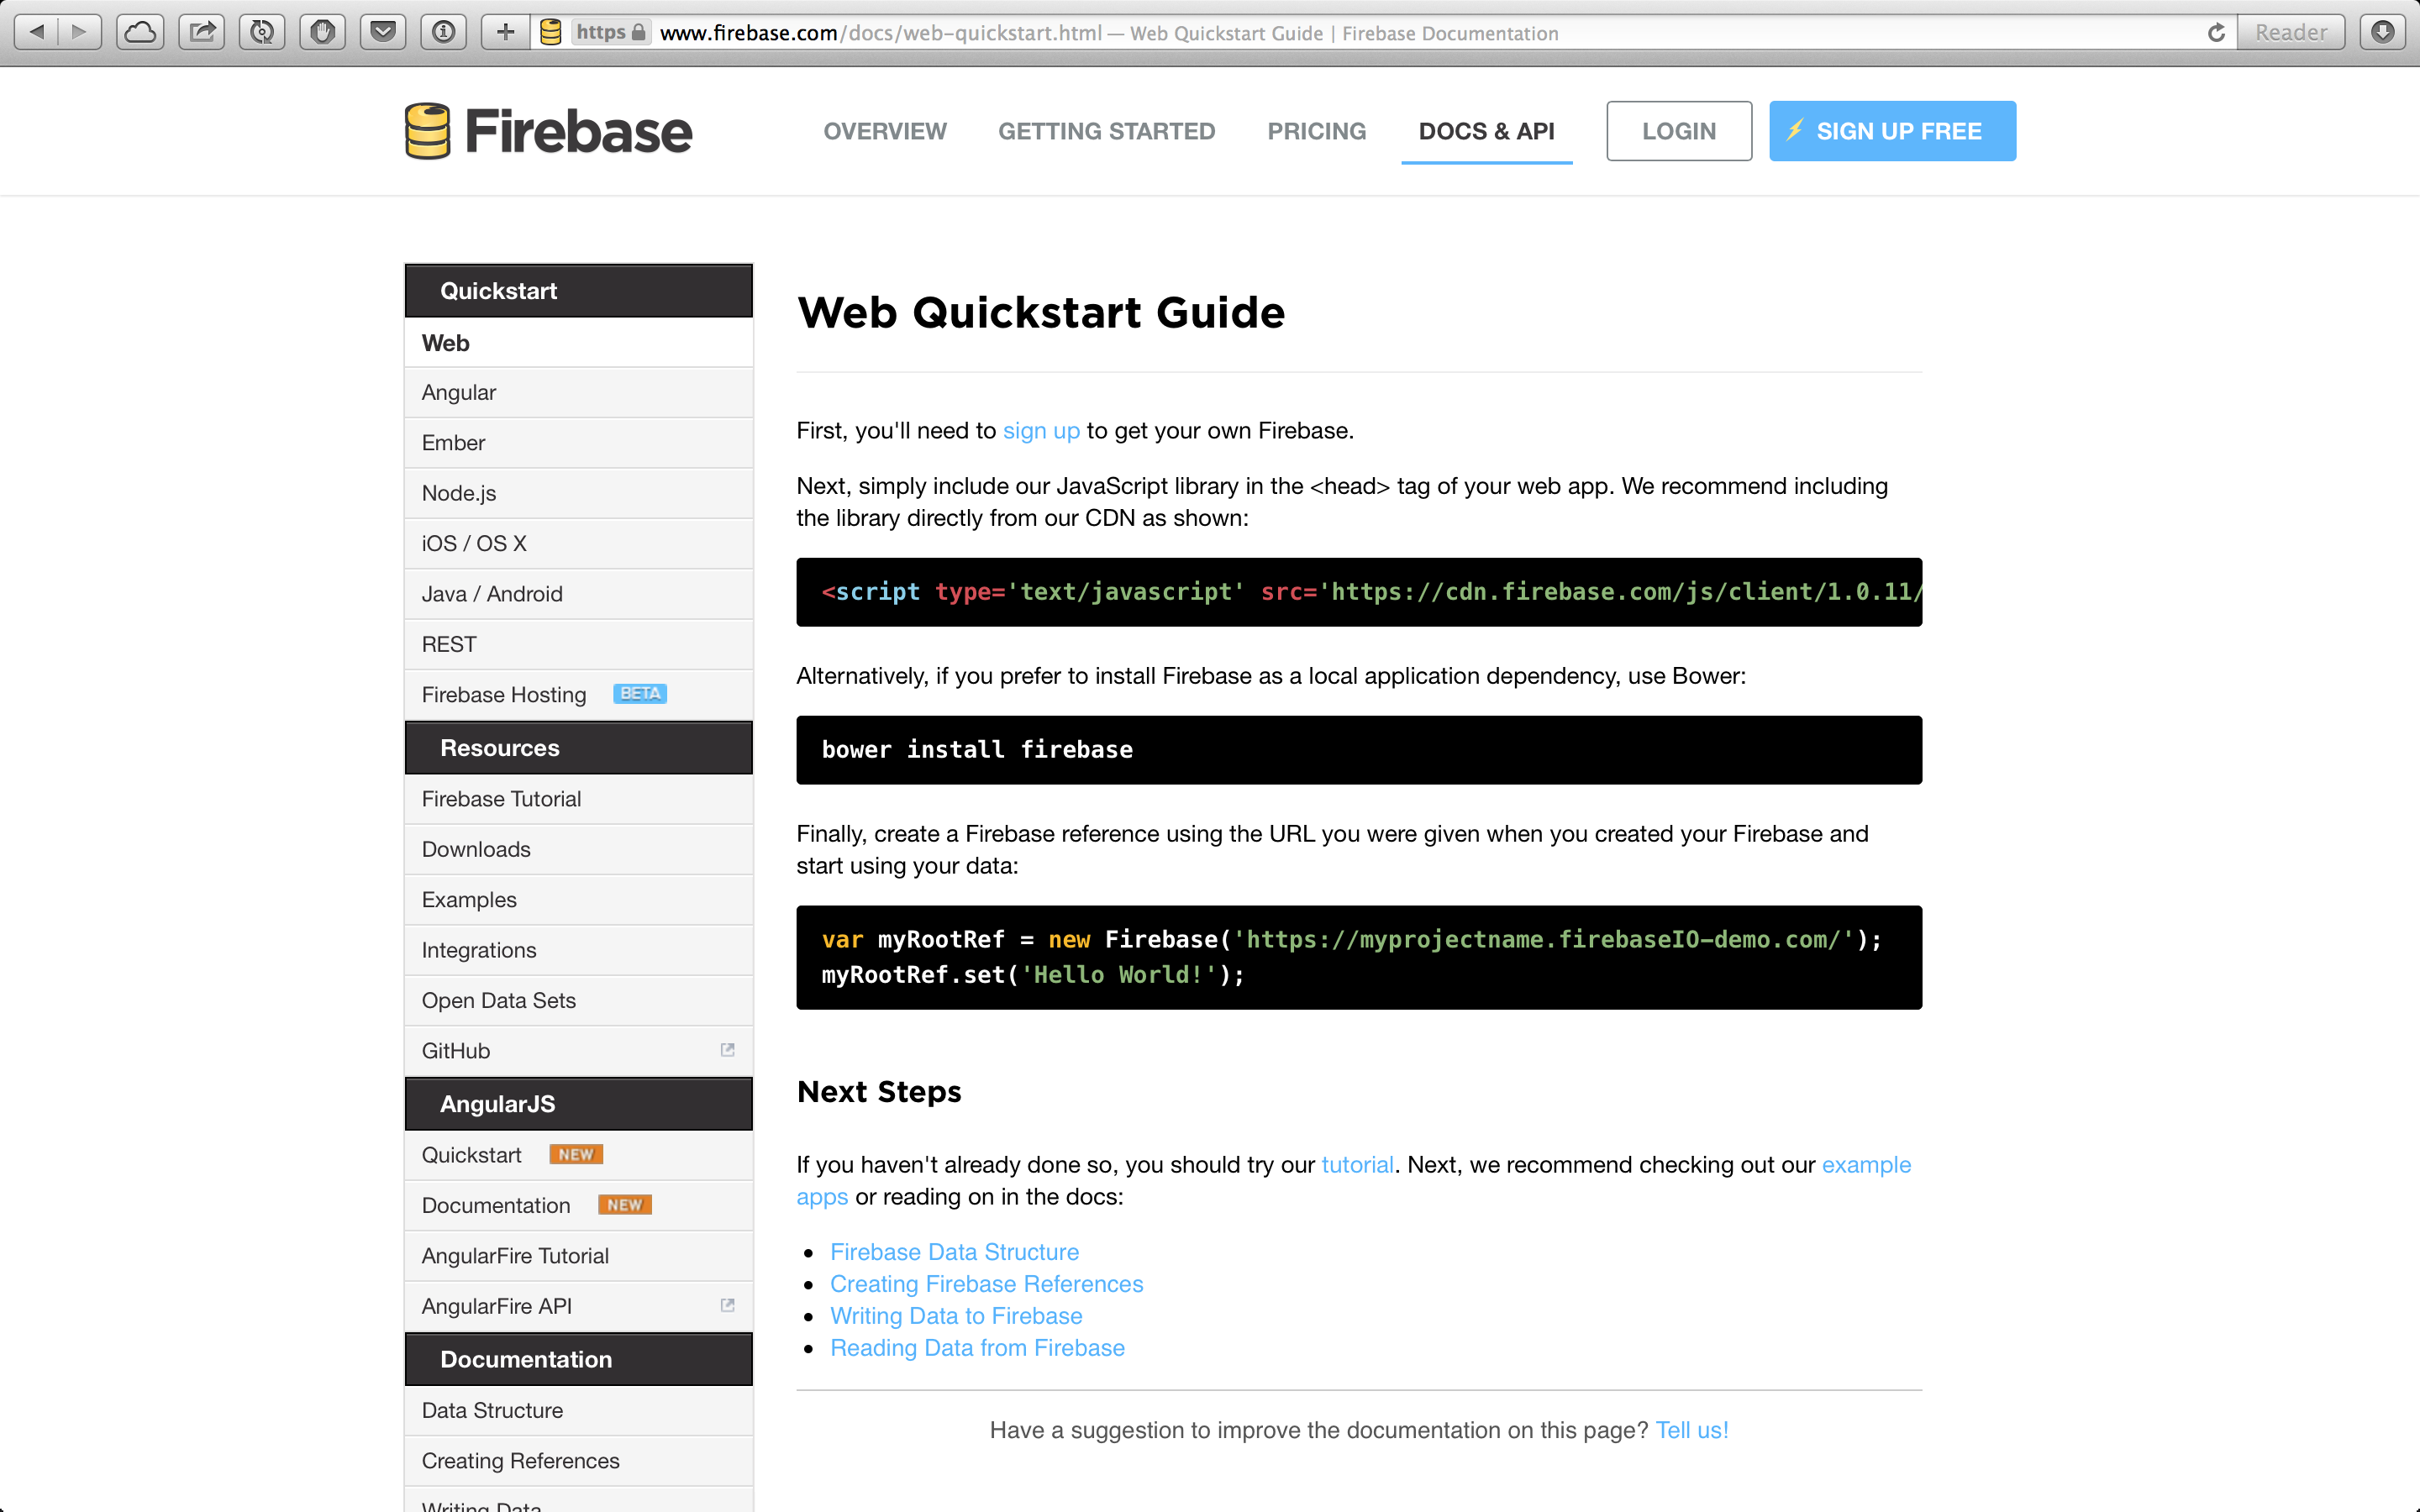 https www.firebase.com/docs/web-quickstart.html — Web Quickstart Guide | Firebase Documentation Reader
Firebase OVERVIEW GETTING STARTED PRICING DOCS & API LOGIN SIGN UP FREE
Quickstart
Web
Angular
Ember
Node.js
iOS / OS X
Java / Android
REST
Firebase Hosting BETA
Resources
Firebase Tutorial
Downloads
Examples
Integrations
Open Data Sets
GitHub
AngularJS
Quickstart NEW
Documentation NEW
AngularFire Tutorial
AngularFire API
Documentation
Data Structure
Creating References
Writing Data
Web Quickstart Guide
First, you'll need to sign up to get your own Firebase.
Next, simply include our JavaScript library in the <head> tag of your web app. We recommend including
the library directly from our CDN as shown:
<script type='text/javascript' src='https://cdn.firebase.com/js/client/1.0.11/
Alternatively, if you prefer to install Firebase as a local application dependency, use Bower:
bower install firebase
Finally, create a Firebase reference using the URL you were given when you created your Firebase and
start using your data:
var myRootRef = new Firebase('https://myprojectname.firebaseIO-demo.com/');
myRootRef.set('Hello World!');
Next Steps
If you haven't already done so, you should try our tutorial. Next, we recommend checking out our example
apps or reading on in the docs:
Firebase Data Structure
Creating Firebase References
Writing Data to Firebase
Reading Data from Firebase
Have a suggestion to improve the documentation on this page? Tell us!